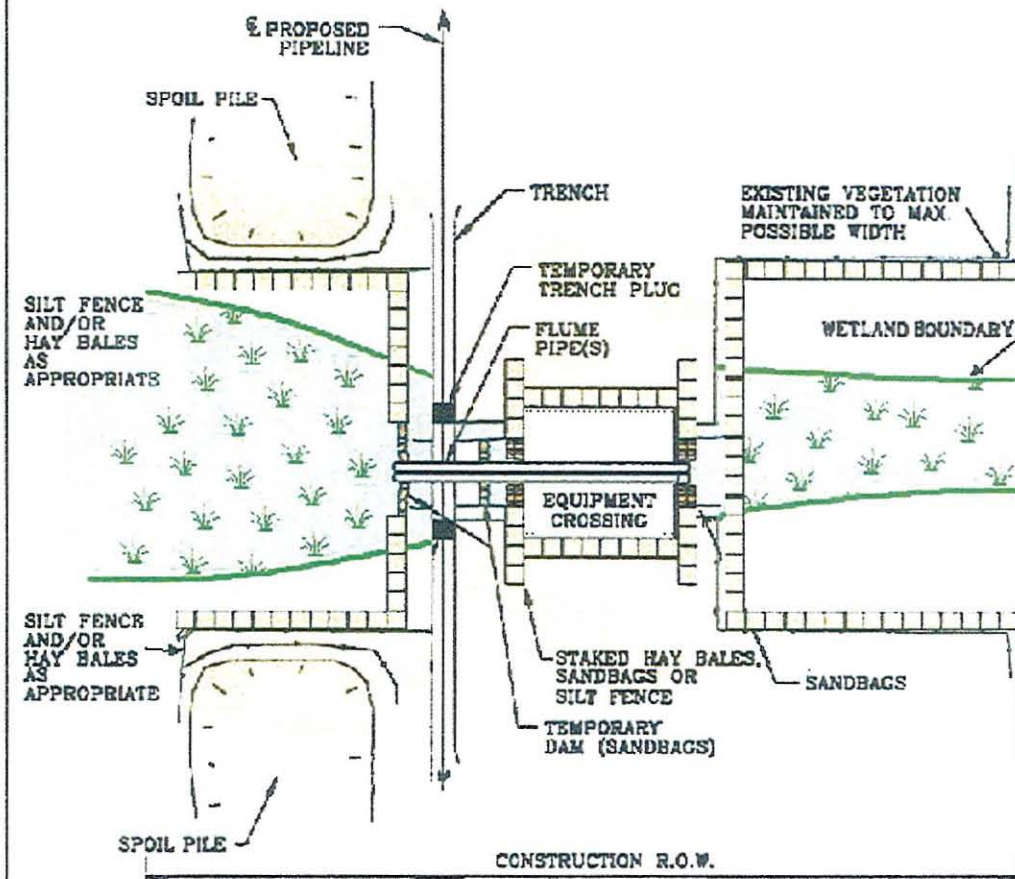 ℄ PROPOSED
PIPELINE
SPOIL PILE
TRENCH
EXISTING VEGETATION
MAINTAINED TO MAX.
POSSIBLE WIDTH
TEMPORARY
TRENCH PLUG
SILT FENCE
AND/OR
HAY BALES
AS
APPROPRIATE
FLUME
PIPE(S)
WETLAND BOUNDARY
EQUIPMENT
CROSSING
SILT FENCE
AND/OR
HAY BALES
AS
APPROPRIATE
STAKED HAY BALES,
SANDBAGS OR
SILT FENCE
SANDBAGS
TEMPORARY
DAM (SANDBAGS)
SPOIL PILE
CONSTRUCTION R.O.W.